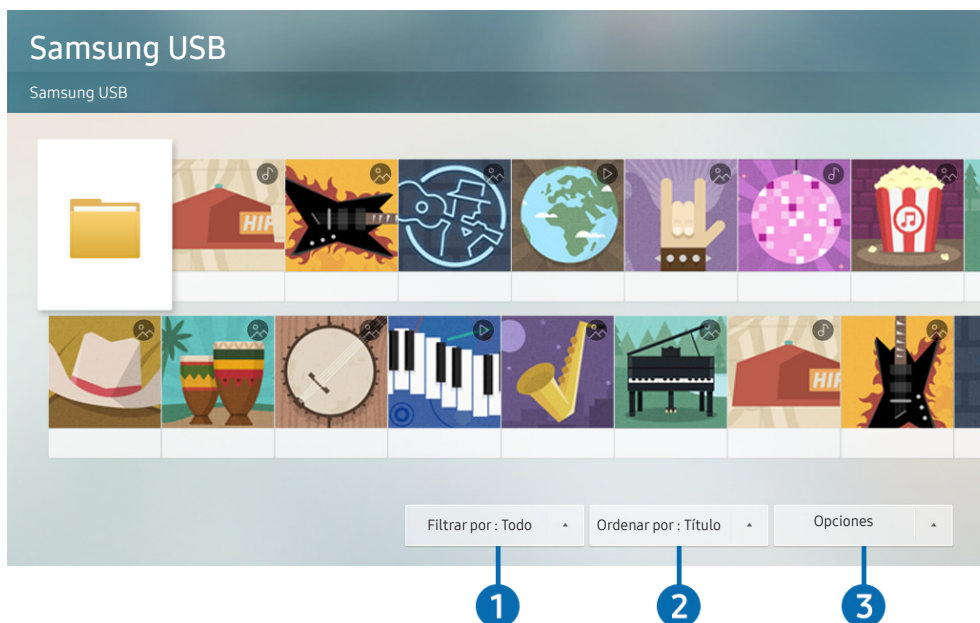 Samsung USB
Samsung USB
HIP
HIP
Filtrar por : Todo
Ordenar por : Título
Opciones
1
2
3